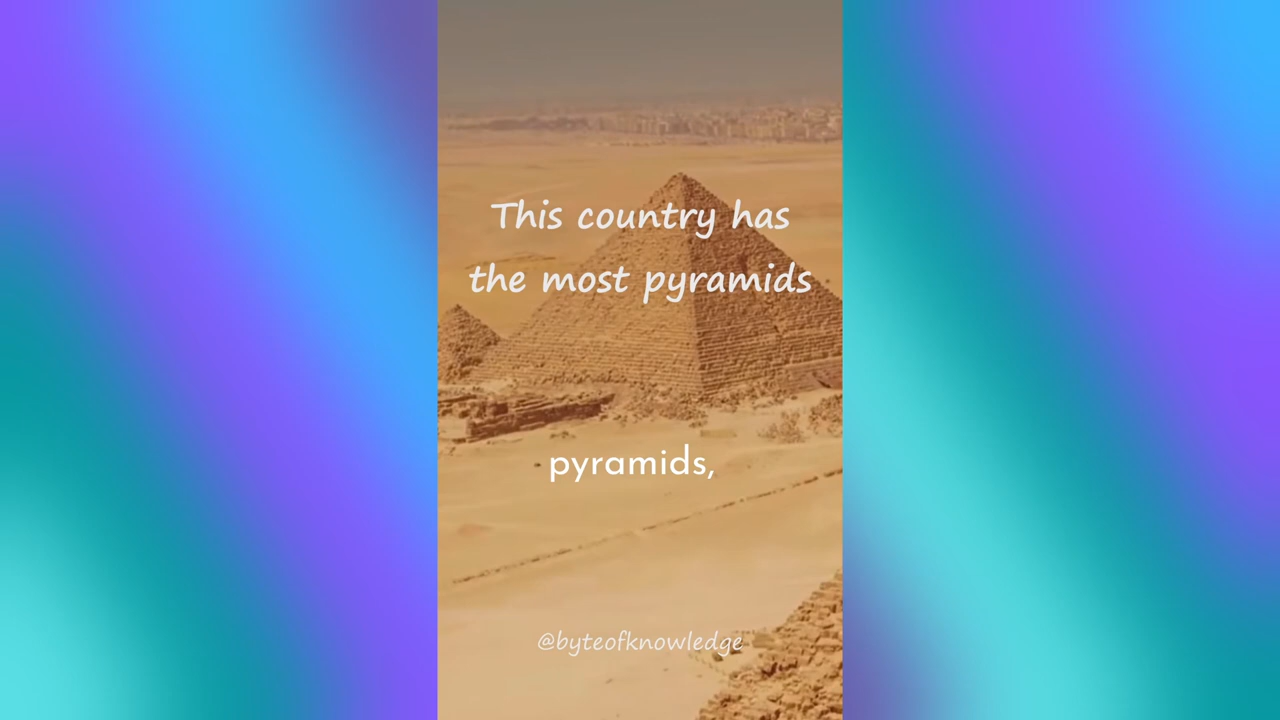 This country has
the most pyramids
pyramids,
@byteofknowledge